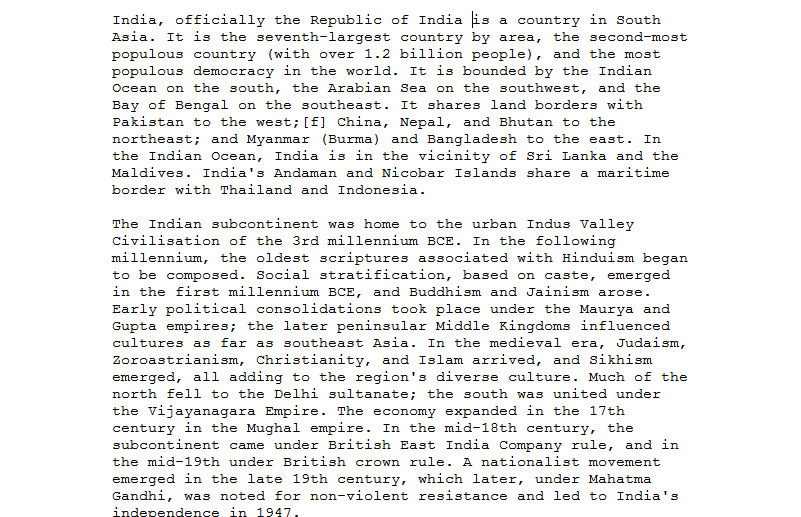 India, officially the Republic of India is a country in South
Asia. It is the seventh-largest country by area, the second-most
populous country (with over 1.2 billion people), and the most
populous democracy in the world. It is bounded by the Indian
Ocean on the south, the Arabian Sea on the southwest, and the
Bay of Bengal on the southeast. It shares land borders with
Pakistan to the west;[f] China, Nepal, and Bhutan to the
northeast; and Myanmar (Burma) and Bangladesh to the east. In
the Indian Ocean, India is in the vicinity of Sri Lanka and the
Maldives. India's Andaman and Nicobar Islands share a maritime
border with Thailand and Indonesia.

The Indian subcontinent was home to the urban Indus Valley
Civilisation of the 3rd millennium BCE. In the following
millennium, the oldest scriptures associated with Hinduism began
to be composed. Social stratification, based on caste, emerged
in the first millennium BCE, and Buddhism and Jainism arose.
Early political consolidations took place under the Maurya and
Gupta empires; the later peninsular Middle Kingdoms influenced
cultures as far as southeast Asia. In the medieval era, Judaism,
Zoroastrianism, Christianity, and Islam arrived, and Sikhism
emerged, all adding to the region's diverse culture. Much of the
north fell to the Delhi sultanate; the south was united under
the Vijayanagara Empire. The economy expanded in the 17th
century in the Mughal empire. In the mid-18th century, the
subcontinent came under British East India Company rule, and in
the mid-19th under British crown rule. A nationalist movement
emerged in the late 19th century, which later, under Mahatma
Gandhi, was noted for non-violent resistance and led to India's
independence in 1947.